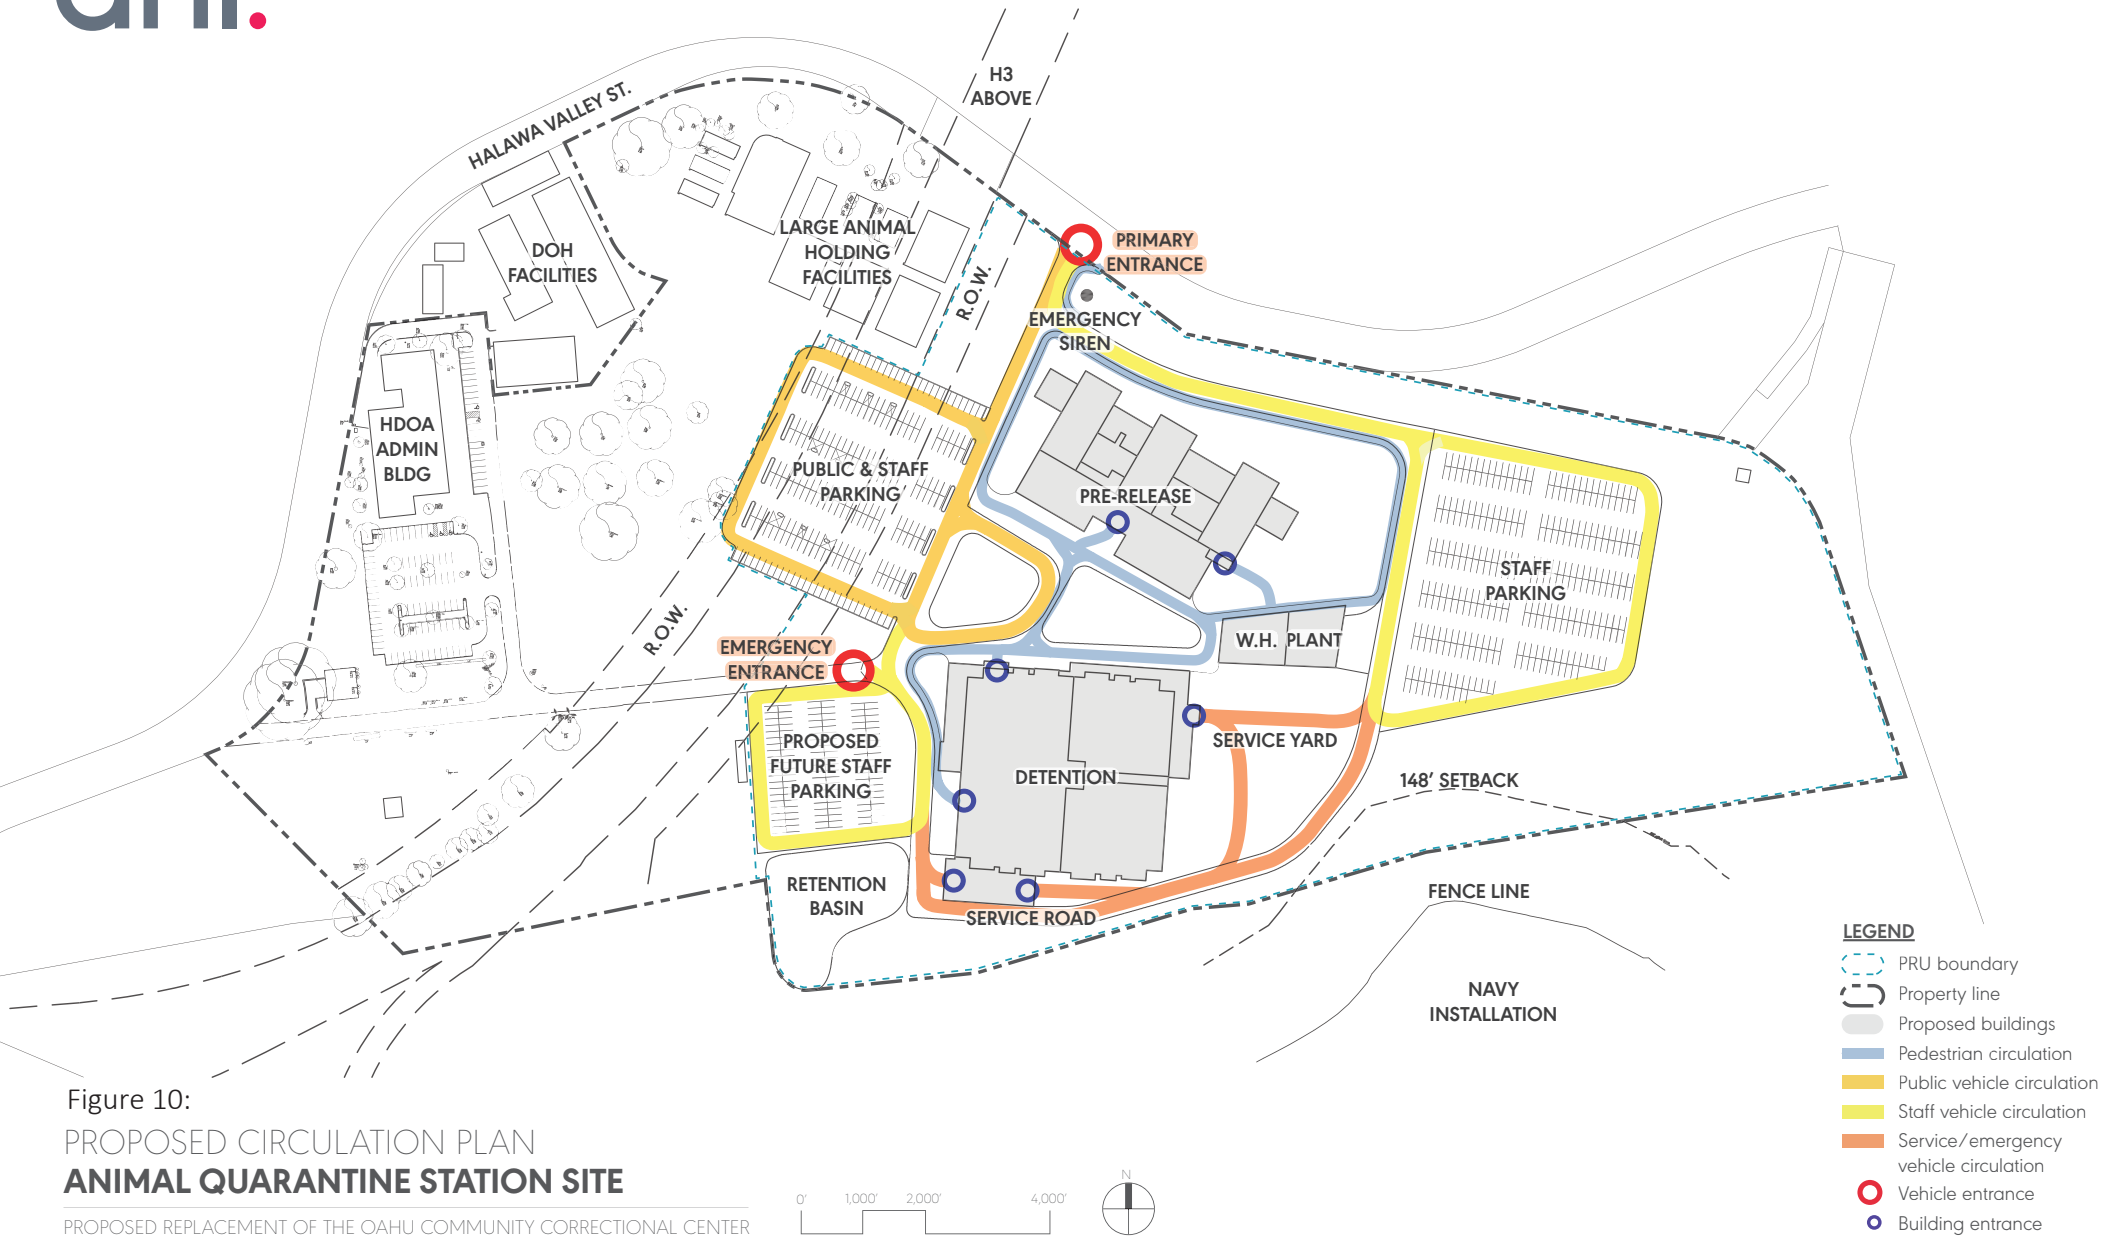 ahl.
H3
ABOVE
HALAWA VALLEY ST.
LARGE ANIMAL
HOLDING
FACILITIES
DOH
FACILITIES
R.O.W.
PRIMARY
ENTRANCE
EMERGENCY
SIREN
HDOA
ADMIN
BLDG
PUBLIC & STAFF
PARKING
PRE-RELEASE
STAFF
PARKING
R.O.W.
EMERGENCY
ENTRANCE
W.H. PLANT
PROPOSED
FUTURE STAFF
PARKING
SERVICE YARD
DETENTION
148' SETBACK
RETENTION
BASIN
SERVICE ROAD
FENCE LINE
NAVY
INSTALLATION
LEGEND
PRU boundary
Property line
Proposed buildings
Pedestrian circulation
Public vehicle circulation
Staff vehicle circulation
Service/emergency
vehicle circulation
Vehicle entrance
Building entrance
Figure 10:
PROPOSED CIRCULATION PLAN
ANIMAL QUARANTINE STATION SITE
PROPOSED REPLACEMENT OF THE OAHU COMMUNITY CORRECTIONAL CENTER
0' 1,000' 2,000' 4,000'
N